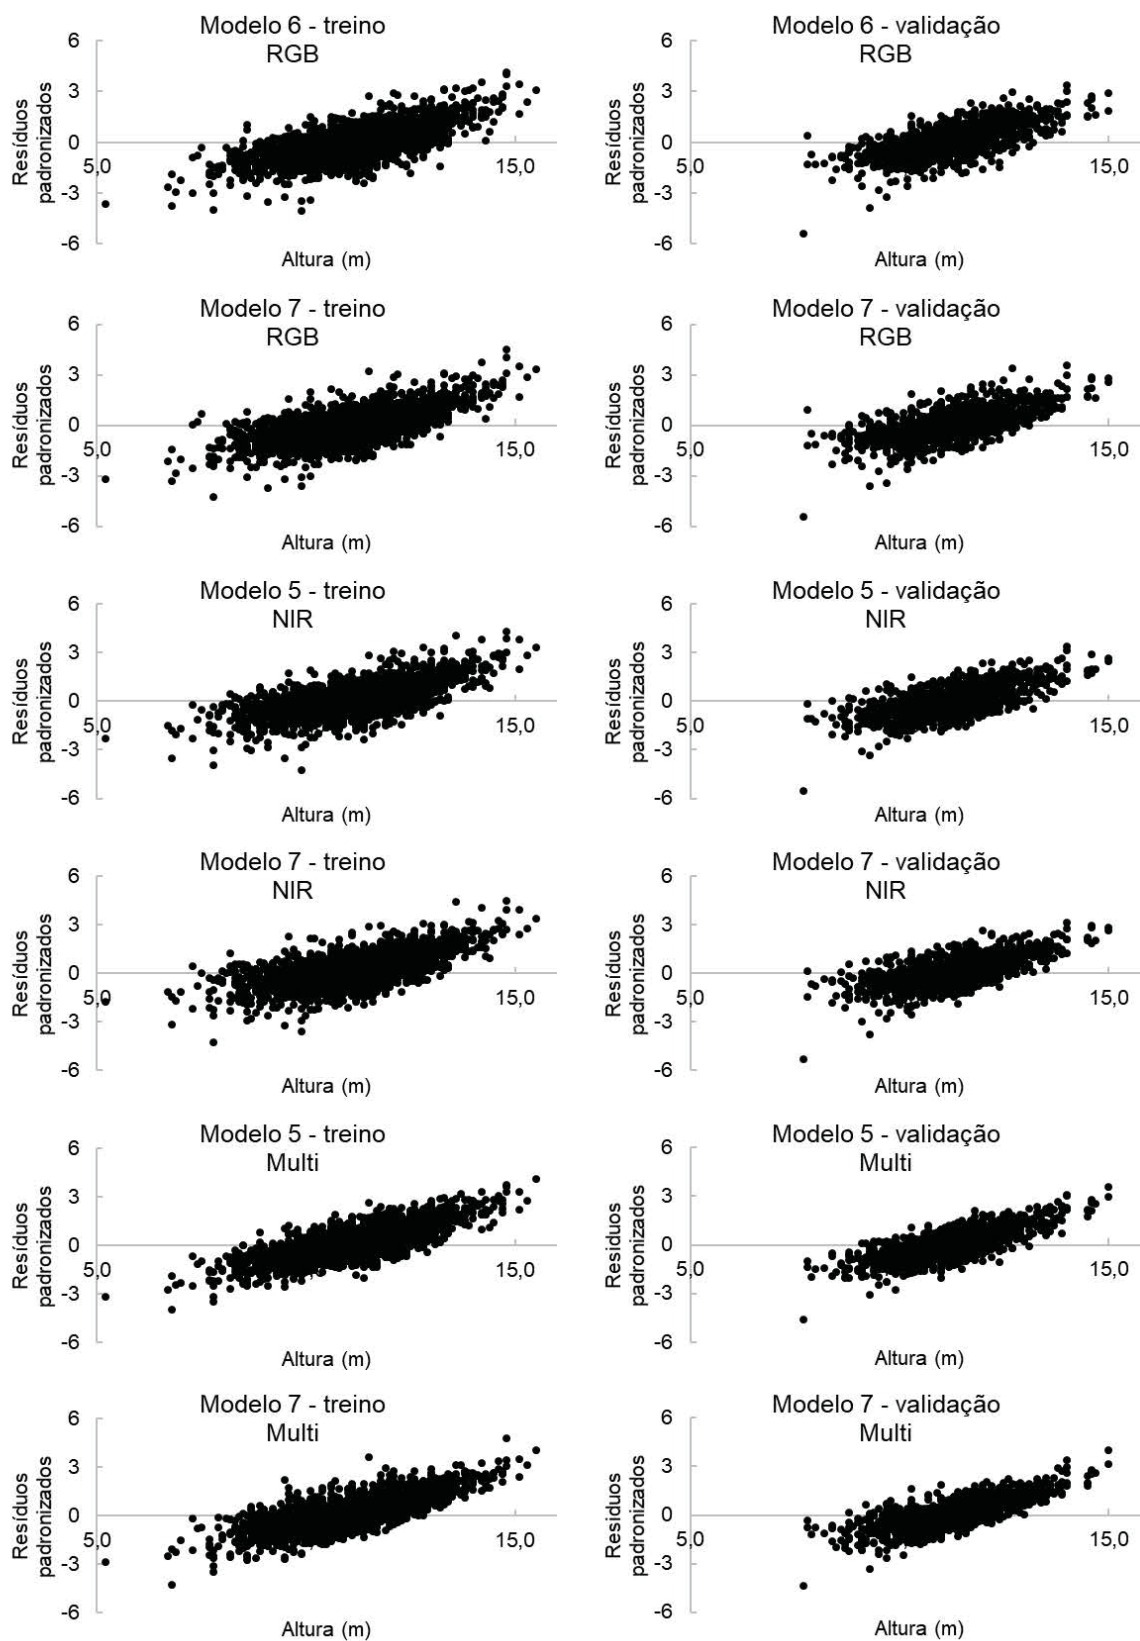 Modelo 6 - treino
RGB
Resíduos
padronizados
6
3
0
-3
-6
5,0
15,0
Altura (m)
Modelo 6 - validação
RGB
Resíduos
padronizados
6
3
0
-3
-6
5,0
15,0
Altura (m)
Modelo 7 - treino
RGB
Resíduos
padronizados
6
3
0
-3
-6
5,0
15,0
Altura (m)
Modelo 7 - validação
RGB
Resíduos
padronizados
6
3
0
-3
-6
5,0
15,0
Altura (m)
Modelo 5 - treino
NIR
Resíduos
padronizados
6
3
0
-3
-6
5,0
15,0
Altura (m)
Modelo 5 - validação
NIR
Resíduos
padronizados
6
3
0
-3
-6
5,0
15,0
Altura (m)
Modelo 7 - treino
NIR
Resíduos
padronizados
6
3
0
-3
-6
5,0
15,0
Altura (m)
Modelo 7 - validação
NIR
Resíduos
padronizados
6
3
0
-3
-6
5,0
15,0
Altura (m)
Modelo 5 - treino
Multi
Resíduos
padronizados
6
3
0
-3
-6
5,0
15,0
Altura (m)
Modelo 5 - validação
Multi
Resíduos
padronizados
6
3
0
-3
-6
5,0
15,0
Altura (m)
Modelo 7 - treino
Multi
Resíduos
padronizados
6
3
0
-3
-6
5,0
15,0
Altura (m)
Modelo 7 - validação
Multi
Resíduos
padronizados
6
3
0
-3
-6
5,0
15,0
Altura (m)